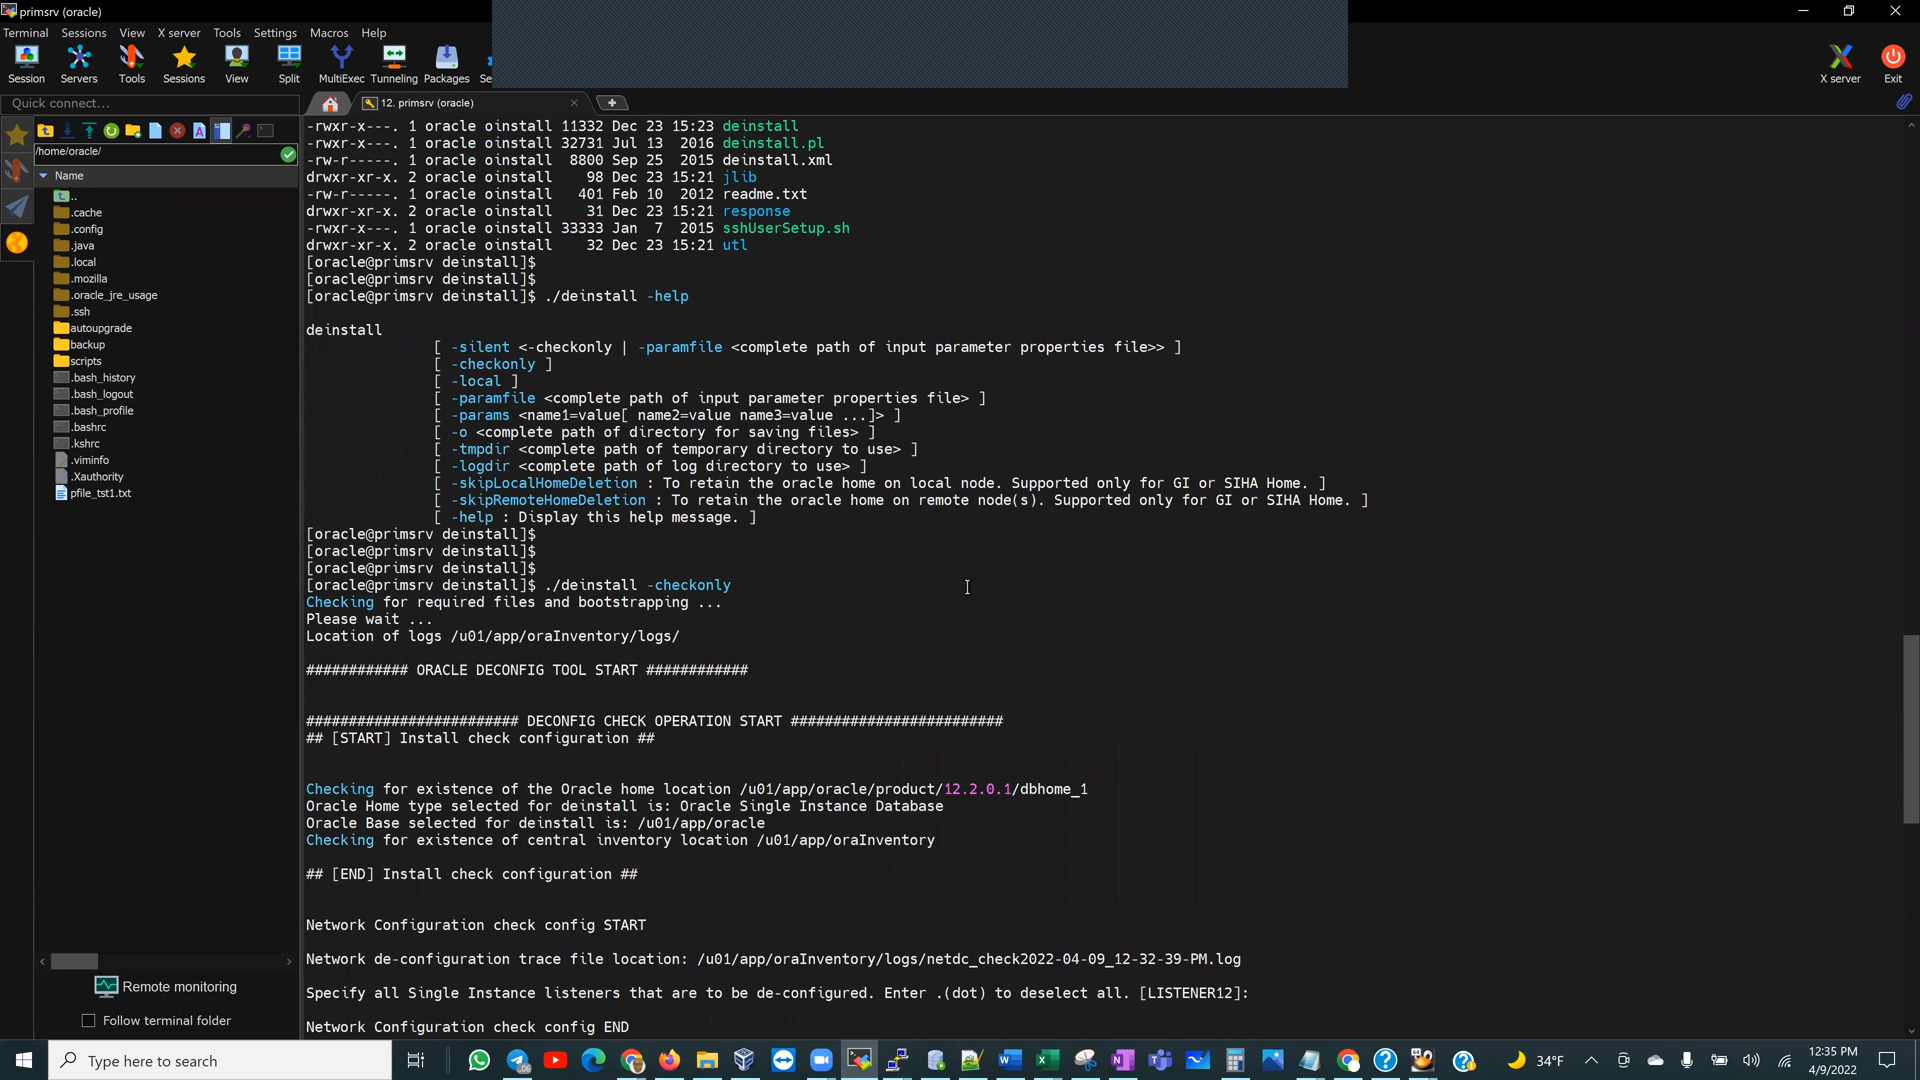 primsrv (oracle)
Terminal Sessions View X server Tools Settings Macros Help
Session Servers Tools Sessions View Split MultiExec Tunneling Packages Se X server Exit
Quick connect...
12. primsrv (oracle)
/home/oracle/
Name
..
.cache
.config
.java
.local
.mozilla
.oracle_jre_usage
.ssh
autoupgrade
backup
scripts
.bash_history
.bash_logout
.bash_profile
.bashrc
.kshrc
.viminfo
.Xauthority
pfile_tst1.txt
Remote monitoring
Follow terminal folder
-rwxr-x---. 1 oracle oinstall 11332 Dec 23 15:23 deinstall
-rwxr-x---. 1 oracle oinstall 32731 Jul 13  2016 deinstall.pl
-rw-r-----. 1 oracle oinstall  8800 Sep 25  2015 deinstall.xml
drwxr-xr-x. 2 oracle oinstall    98 Dec 23 15:21 jlib
-rw-r-----. 1 oracle oinstall   401 Feb 10  2012 readme.txt
drwxr-xr-x. 2 oracle oinstall    31 Dec 23 15:21 response
-rwxr-x---. 1 oracle oinstall 33333 Jan  7  2015 sshUserSetup.sh
drwxr-xr-x. 2 oracle oinstall    32 Dec 23 15:21 utl
[oracle@primsrv deinstall]$
[oracle@primsrv deinstall]$
[oracle@primsrv deinstall]$ ./deinstall -help
deinstall
[ -silent <-checkonly | -paramfile <complete path of input parameter properties file>> ]
[ -checkonly ]
[ -local ]
[ -paramfile <complete path of input parameter properties file> ]
[ -params <name1=value[ name2=value name3=value ...]> ]
[ -o <complete path of directory for saving files> ]
[ -tmpdir <complete path of temporary directory to use> ]
[ -logdir <complete path of log directory to use> ]
[ -skipLocalHomeDeletion : To retain the oracle home on local node. Supported only for GI or SIHA Home. ]
[ -skipRemoteHomeDeletion : To retain the oracle home on remote node(s). Supported only for GI or SIHA Home. ]
[ -help : Display this help message. ]
[oracle@primsrv deinstall]$
[oracle@primsrv deinstall]$
[oracle@primsrv deinstall]$
[oracle@primsrv deinstall]$ ./deinstall -checkonly
Checking for required files and bootstrapping ...
Please wait ...
Location of logs /u01/app/oraInventory/logs/
############ ORACLE DECONFIG TOOL START ############
######################### DECONFIG CHECK OPERATION START #########################
## [START] Install check configuration ##
Checking for existence of the Oracle home location /u01/app/oracle/product/12.2.0.1/dbhome_1
Oracle Home type selected for deinstall is: Oracle Single Instance Database
Oracle Base selected for deinstall is: /u01/app/oracle
Checking for existence of central inventory location /u01/app/oraInventory
## [END] Install check configuration ##
Network Configuration check config START
Network de-configuration trace file location: /u01/app/oraInventory/logs/netdc_check2022-04-09_12-32-39-PM.log
Specify all Single Instance listeners that are to be de-configured. Enter .(dot) to deselect all. [LISTENER12]:
Network Configuration check config END
Type here to search
34°F
12:35 PM
4/9/2022